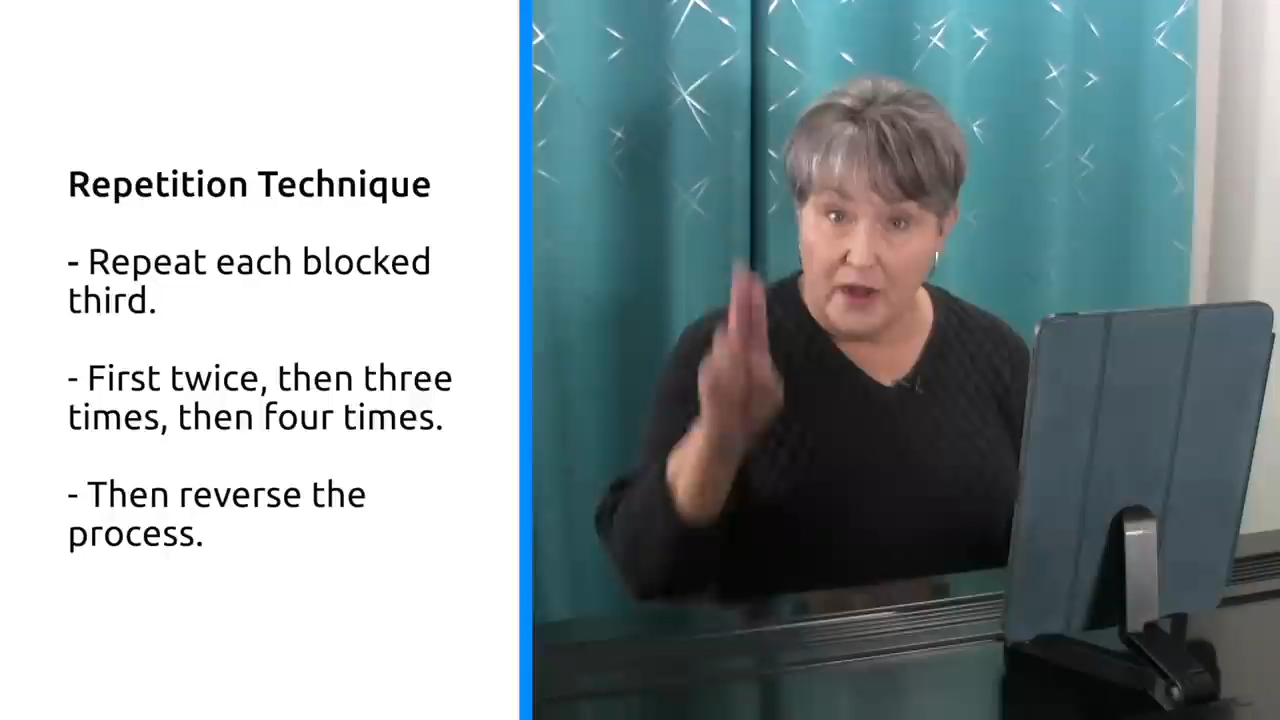 Repetition Technique
- Repeat each blocked
third.
- First twice, then three
times, then four times.
- Then reverse the
process.